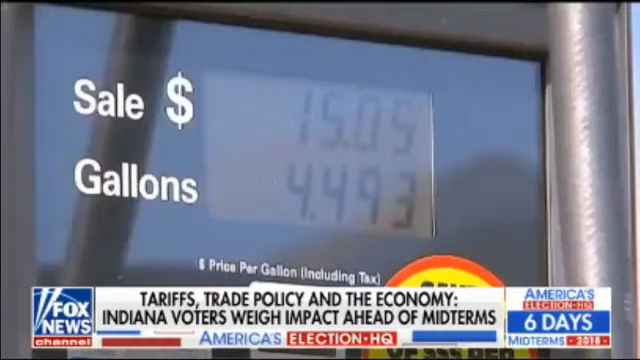 Sale $ 15.09
Gallons 4.493
$ Price Per Gallon (Including Tax)
FOX
NEWS
channel
TARIFFS, TRADE POLICY AND THE ECONOMY:
INDIANA VOTERS WEIGH IMPACT AHEAD OF MIDTERMS
AMERICA'S ELECTION HQ
AMERICA'S
ELECTION HQ
6 DAYS
MIDTERMS 2018